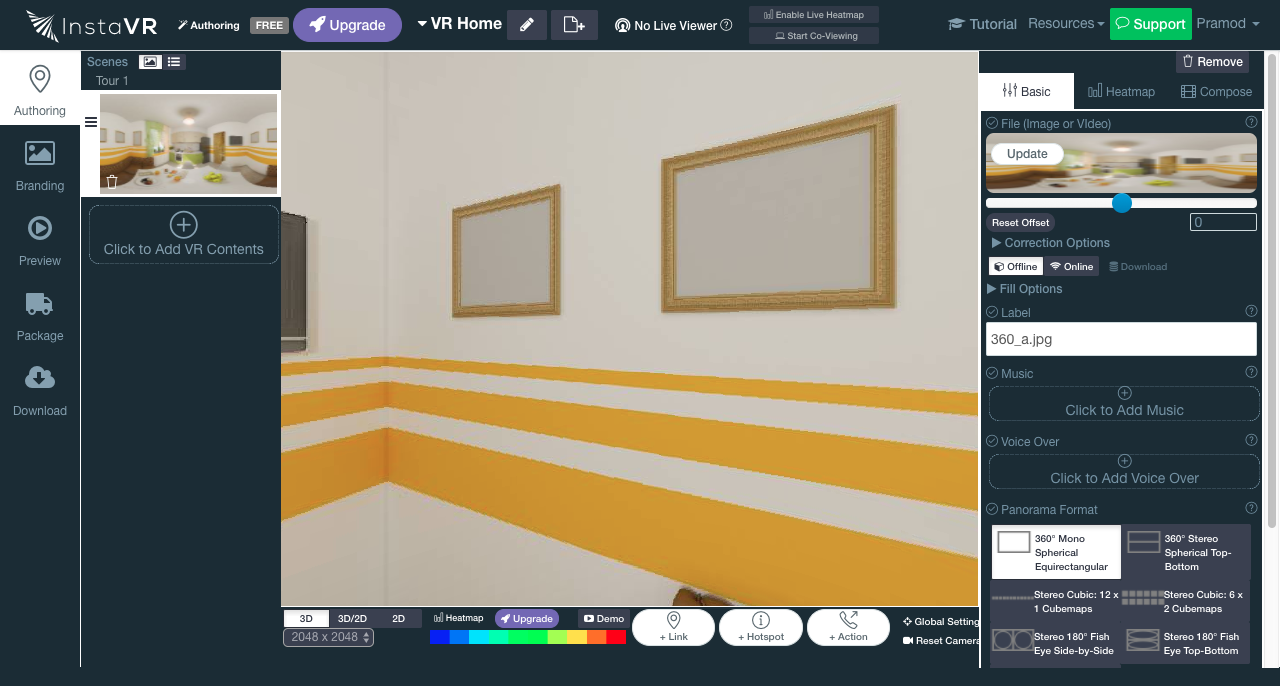 InstaVR
Authoring
FREE
Upgrade
VR Home
No Live Viewer
Enable Live Heatmap
Start Co-Viewing
Tutorial
Resources
Support
Pramod
Authoring
Branding
Preview
Package
Download
Scenes
Tour 1
Click to Add VR Contents
3D
3D/2D
2D
2048 x 2048
Heatmap
Upgrade
Demo
+ Link
+ Hotspot
+ Action
Global Setting
Reset Camera
Remove
Basic
Heatmap
Compose
File (Image or VIdeo)
Update
Reset Offset
0
Correction Options
Offline
Online
Download
Fill Options
Label
360_a.jpg
Music
Click to Add Music
Voice Over
Click to Add Voice Over
Panorama Format
360° Mono
Spherical
Equirectangular
360° Stereo
Spherical Top-
Bottom
Stereo Cubic: 12 x
1 Cubemaps
Stereo Cubic: 6 x
2 Cubemaps
Stereo 180° Fish
Eye Side-by-Side
Stereo 180° Fish
Eye Top-Bottom